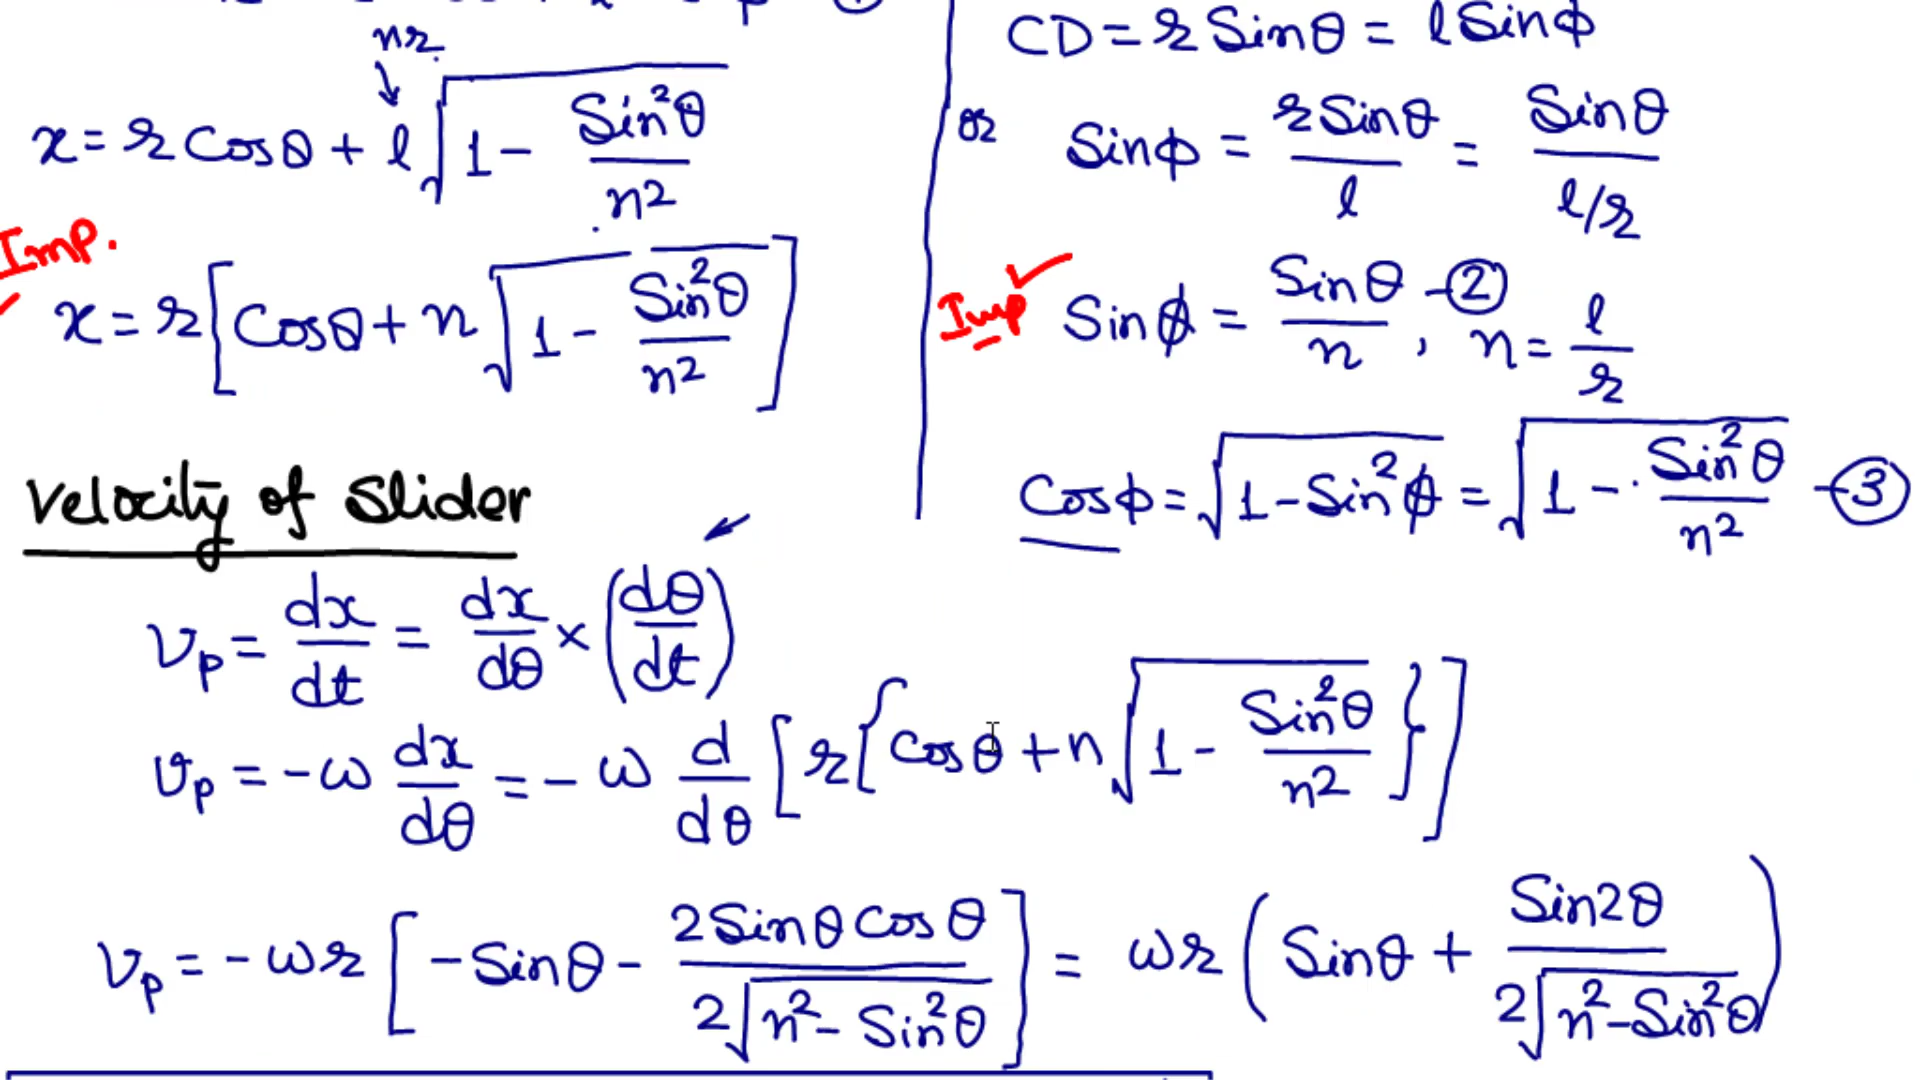 nr
x = r Cosθ + l √(1 - Sin²θ/n²)
Imp.
x = r [Cosθ + n √(1 - Sin²θ/n²)]
CD = r Sinθ = l Sinφ
or Sinφ = r Sinθ/l = Sinθ/(l/r)
Imp Sinφ = Sinθ/n -②, n = l/r
Cosφ = √(1 - Sin²φ) = √(1 - Sin²θ/n²) -③
Velocity of Slider
Vp = dx/dt = dx/dθ × (dθ/dt)
Vp = -ω dx/dθ = -ω d/dθ [r{Cosθ + n √(1 - Sin²θ/n²)}]
Vp = -ωr [-Sinθ - 2Sinθ Cosθ/2√(n² - Sin²θ)] = ωr (Sinθ + Sin2θ/2√(n² - Sin²θ))